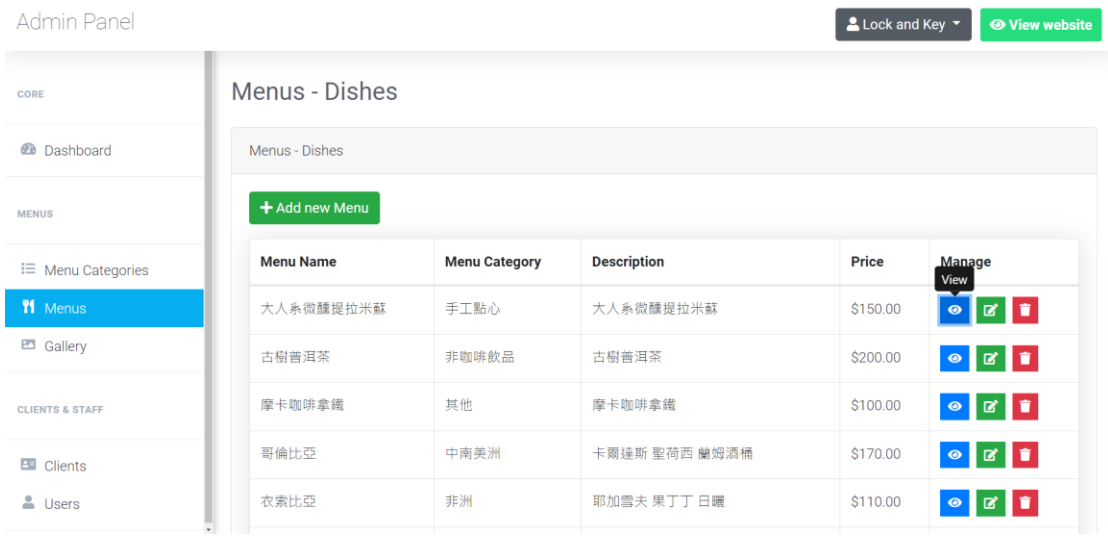 Admin Panel
Lock and Key
View website
CORE
Dashboard
MENUS
Menu Categories
Menus
Gallery
CLIENTS & STAFF
Clients
Users
Menus - Dishes
Menus - Dishes
+ Add new Menu
Menu Name Menu Category Description Price Manage
View
大人系微醺提拉米蘇 手工點心 大人系微醺提拉米蘇 $150.00
古樹普洱茶 非咖啡飲品 古樹普洱茶 $200.00
摩卡咖啡拿鐵 其他 摩卡咖啡拿鐵 $100.00
哥倫比亞 中南美洲 卡爾達斯 聖荷西 蘭姆酒桶 $170.00
衣索比亞 非洲 耶加雪夫 果丁丁 日曬 $110.00